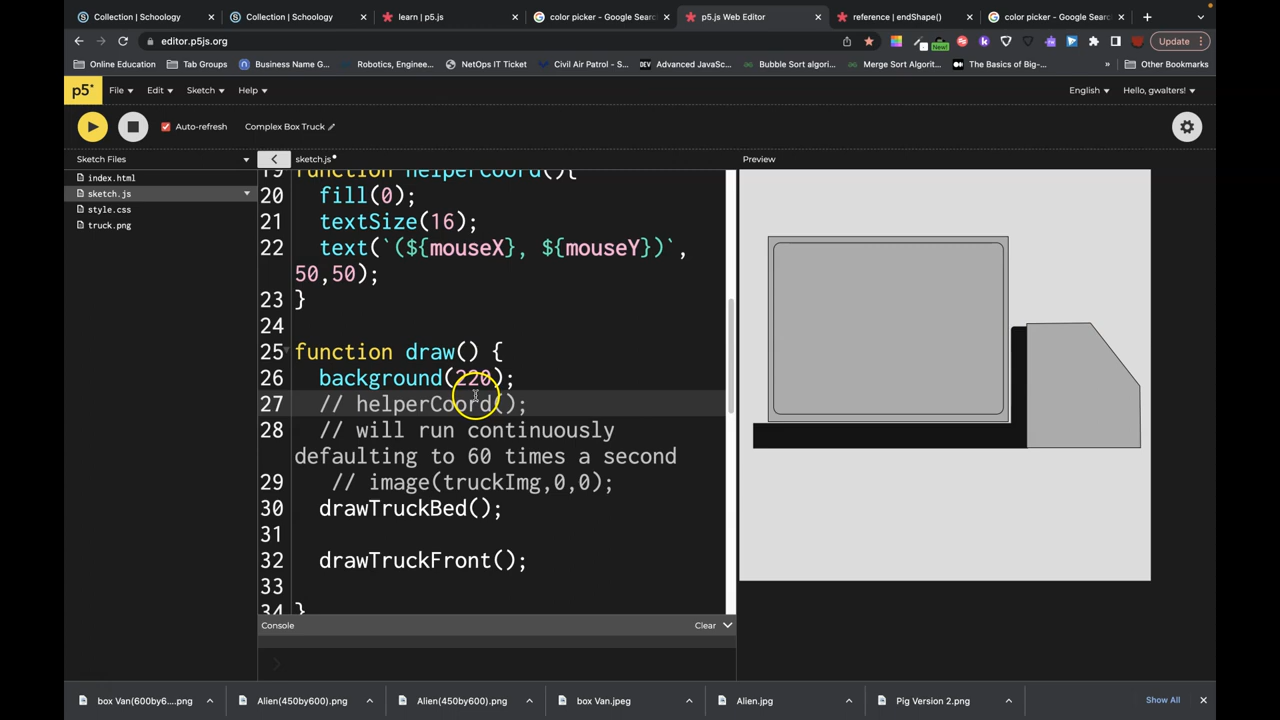 Collection | Schoology
Collection | Schoology
learn | p5.js
color picker - Google Search
p5.js Web Editor
reference | endShape()
color picker - Google Searc
editor.p5js.org
New!
Update
Online Education
Tab Groups
Business Name G...
Robotics, Enginee...
NetOps IT Ticket
Civil Air Patrol - S...
DEV Advanced JavaSc...
Bubble Sort algori...
Merge Sort Algorit...
The Basics of Big-...
»
Other Bookmarks
p5*
File
Edit
Sketch
Help
English
Hello, gwalters!
Auto-refresh
Complex Box Truck
Sketch Files
sketch.js
Preview
index.html
sketch.js
style.css
truck.png
19 function helperCoord(){
20 fill(0);
21 textSize(16);
22 text(`(${mouseX}, ${mouseY})`,
50,50);
23 }
24
25 function draw() {
26 background(220);
27 // helperCoord();
28 // will run continuously
defaulting to 60 times a second
29 // image(truckImg,0,0);
30 drawTruckBed();
31
32 drawTruckFront();
33
34 }
Console
Clear
>
box Van(600by6....png
Alien(450by600).png
Alien(450by600).png
box Van.jpeg
Alien.jpg
Pig Version 2.png
Show All